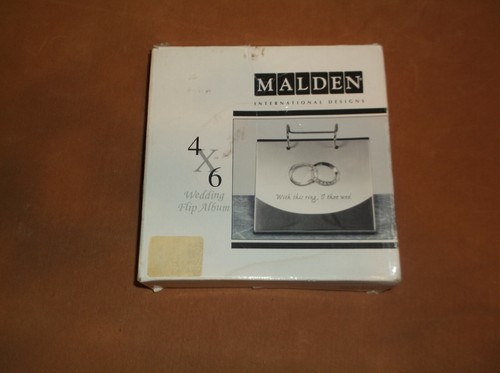 MALDEN
INTERNATIONAL DESIGNS
4
X
6
Wedding
Flip Album
With this ring, I thee wed